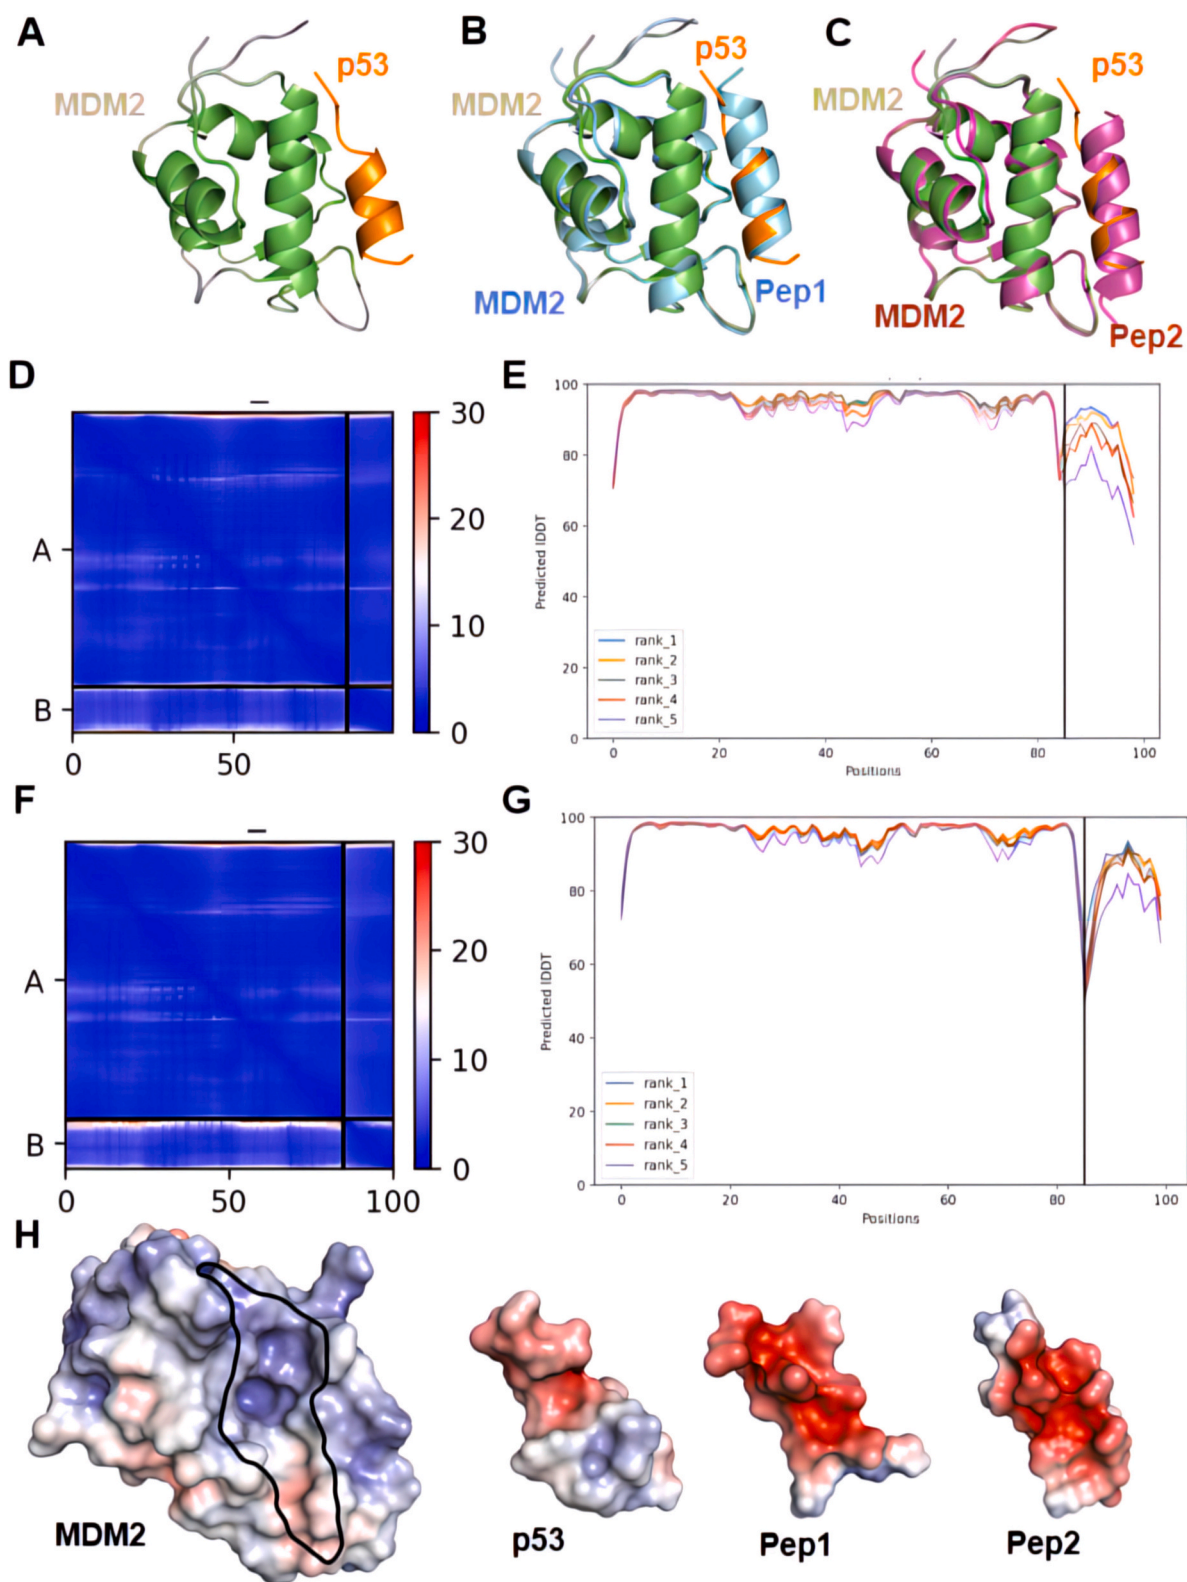 A
B
C
p53
p53
p53
MDM2
MDM2
MDM2
MDM2
Pep1
MDM2
Pep2
D
E
30
20
10
0
A
B
0
50
100
80
60
40
20
0
Predicted lDDT
rank_1
rank_2
rank_3
rank_4
rank_5
0
20
40
60
80
100
Positions
F
G
30
20
10
0
A
B
0
50
100
100
80
60
40
20
0
Predicted lDDT
rank_1
rank_2
rank_3
rank_4
rank_5
0
20
40
60
80
100
Positions
H
MDM2
p53
Pep1
Pep2